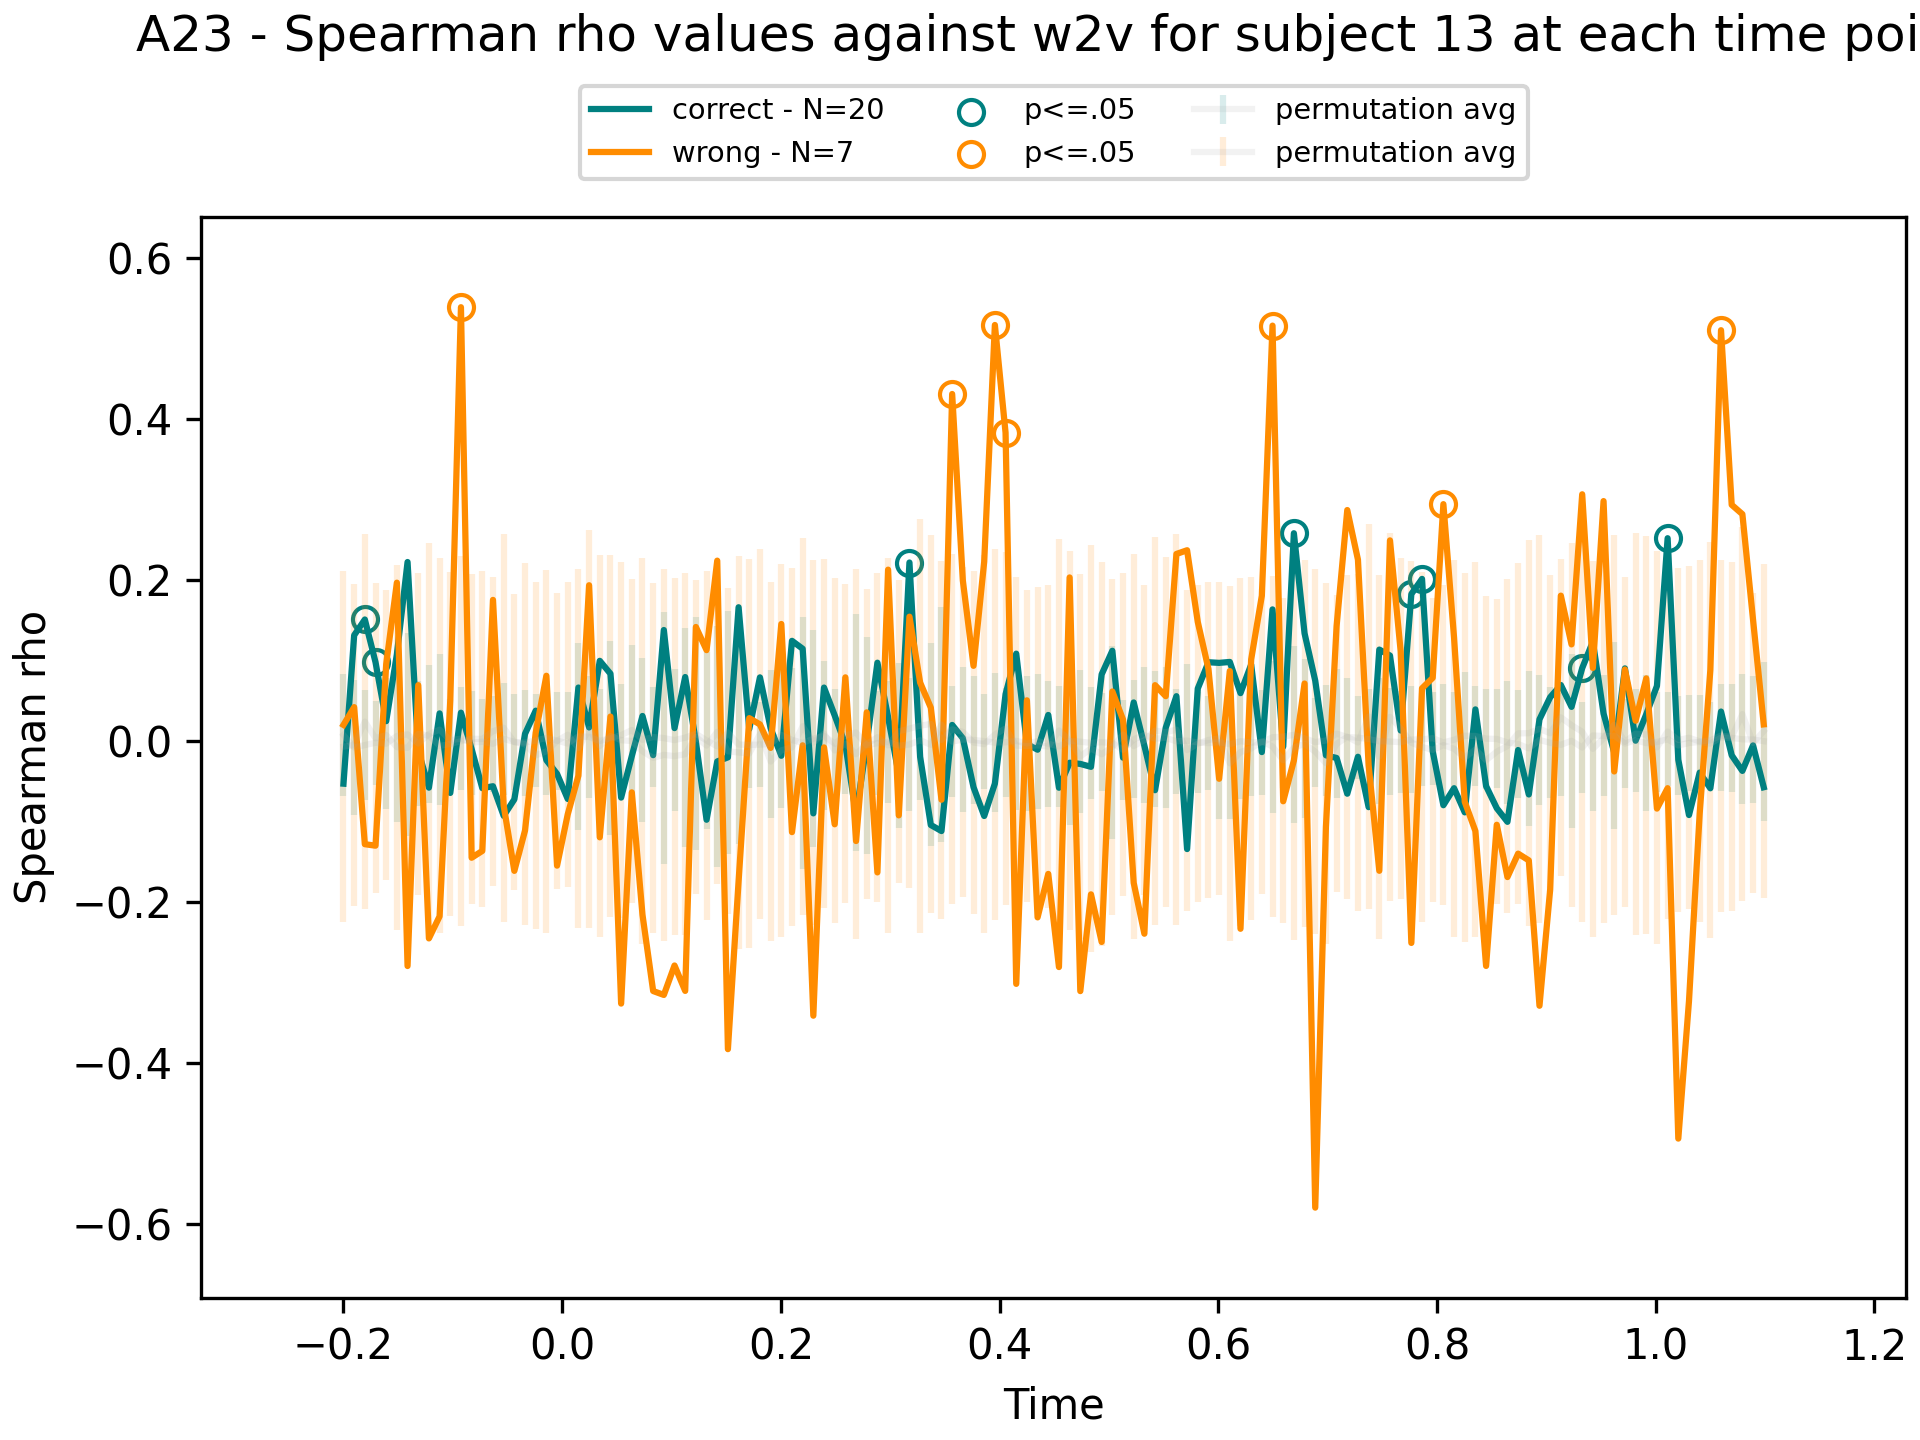 A23 - Spearman rho values against w2v for subject 13 at each time poi
correct - N=20
wrong - N=7
p<=.05
p<=.05
permutation avg
permutation avg
Spearman rho
0.6
0.4
0.2
0.0
−0.2
−0.4
−0.6
−0.2 0.0 0.2 0.4 0.6 0.8 1.0 1.2
Time